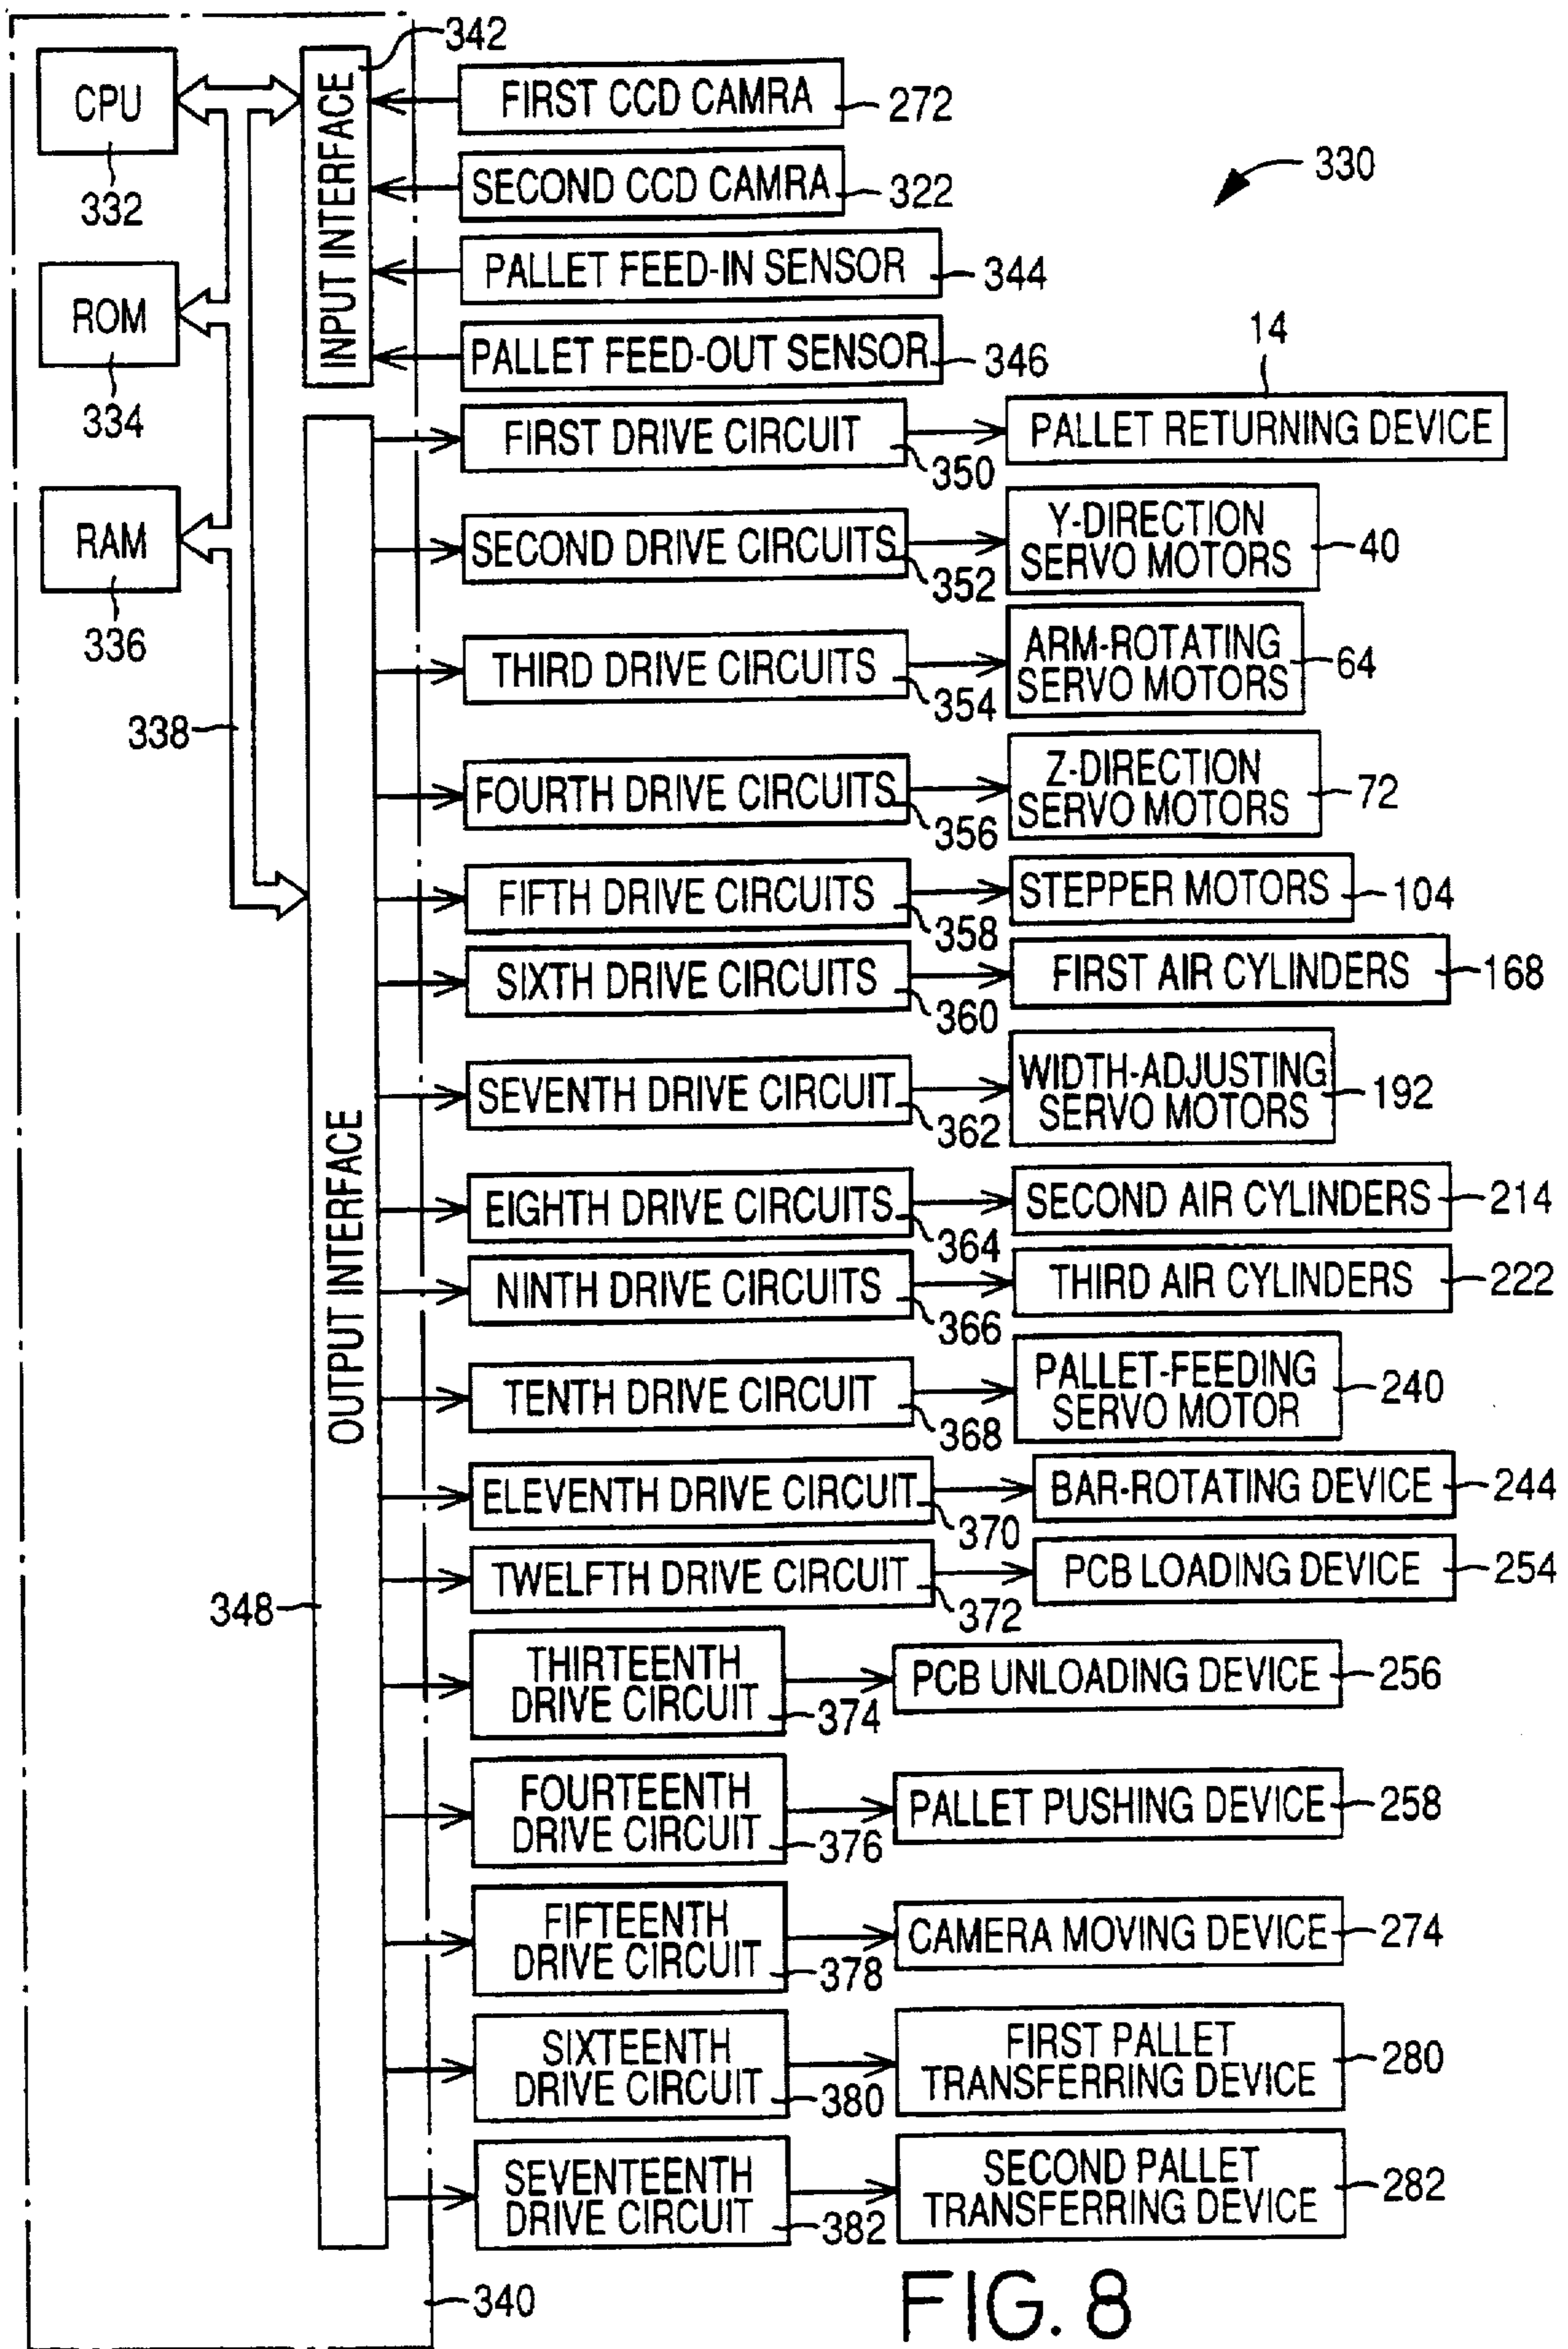 342
CPU
332
INPUT INTERFACE
FIRST CCD CAMRA
272
SECOND CCD CAMRA
322
330
ROM
334
PALLET FEED-IN SENSOR
344
PALLET FEED-OUT SENSOR
346
RAM
336
338
OUTPUT INTERFACE
348
FIRST DRIVE CIRCUIT
350
14
PALLET RETURNING DEVICE
SECOND DRIVE CIRCUITS
352
Y-DIRECTION
SERVO MOTORS
40
THIRD DRIVE CIRCUITS
354
ARM-ROTATING
SERVO MOTORS
64
FOURTH DRIVE CIRCUITS
356
Z-DIRECTION
SERVO MOTORS
72
FIFTH DRIVE CIRCUITS
358
STEPPER MOTORS
104
SIXTH DRIVE CIRCUITS
360
FIRST AIR CYLINDERS
168
SEVENTH DRIVE CIRCUIT
362
WIDTH-ADJUSTING
SERVO MOTORS
192
EIGHTH DRIVE CIRCUITS
364
SECOND AIR CYLINDERS
214
NINTH DRIVE CIRCUITS
366
THIRD AIR CYLINDERS
222
TENTH DRIVE CIRCUIT
368
PALLET-FEEDING
SERVO MOTOR
240
ELEVENTH DRIVE CIRCUIT
370
BAR-ROTATING DEVICE
244
TWELFTH DRIVE CIRCUIT
372
PCB LOADING DEVICE
254
THIRTEENTH
DRIVE CIRCUIT
374
PCB UNLOADING DEVICE
256
FOURTEENTH
DRIVE CIRCUIT
376
PALLET PUSHING DEVICE
258
FIFTEENTH
DRIVE CIRCUIT
378
CAMERA MOVING DEVICE
274
SIXTEENTH
DRIVE CIRCUIT
380
FIRST PALLET
TRANSFERRING DEVICE
280
SEVENTEENTH
DRIVE CIRCUIT
382
SECOND PALLET
TRANSFERRING DEVICE
282
340
FIG. 8